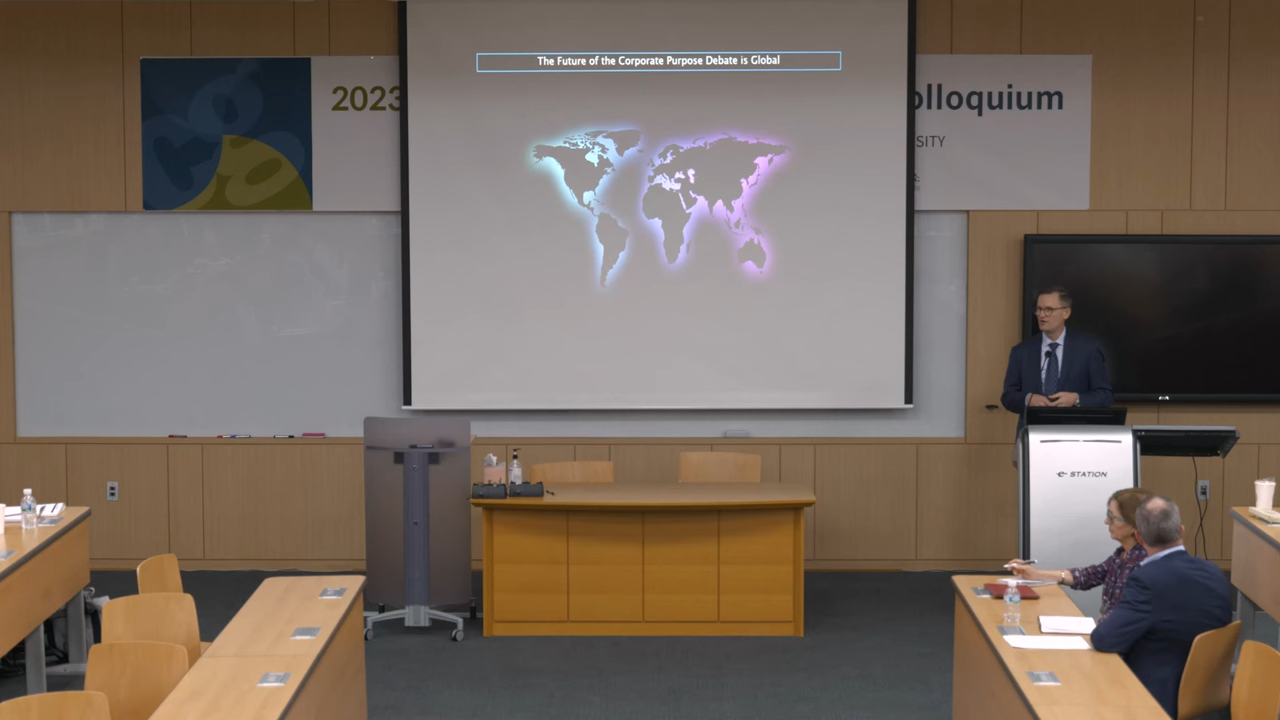 The Future of the Corporate Purpose Debate is Global
2023
olloquium
SITY
e-STATION